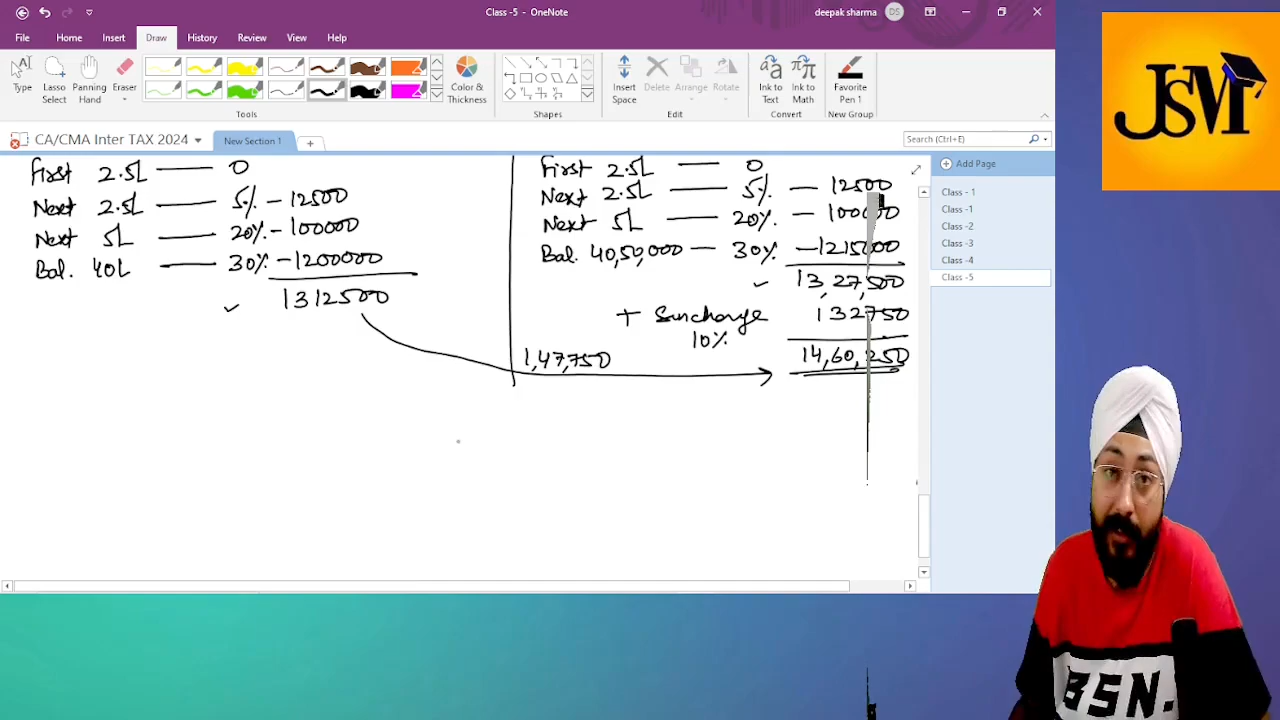 Class -5 - OneNote
deepak sharma
DS
File Home Insert Draw History Review View Help
Type
Lasso Select
Panning Hand
Eraser
Color & Thickness
Insert Space
Delete
Arrange
Rotate
Ink to Text
Ink to Math
Favorite Pen 1
Tools
Shapes
Edit
Convert
New Group
CA/CMA Inter TAX 2024
New Section 1
Search (Ctrl+E)
Add Page
Class - 1
Class -1
Class -2
Class -3
Class -4
Class -5
First 2.5L — 0
Next 2.5L — 5% - 12500
Next 5L — 20% - 100000
Bal. 40L — 30% - 1200000
✓ 1312500
First 2.5L — 0
Next 2.5L — 5% — 12500
Next 5L — 20% — 100000
Bal. 40,50,000 — 30% — 1215000
✓ 13,27,500
+ Surcharge 132750
10%
1,47,750
14,60,250
JSM
BSN.